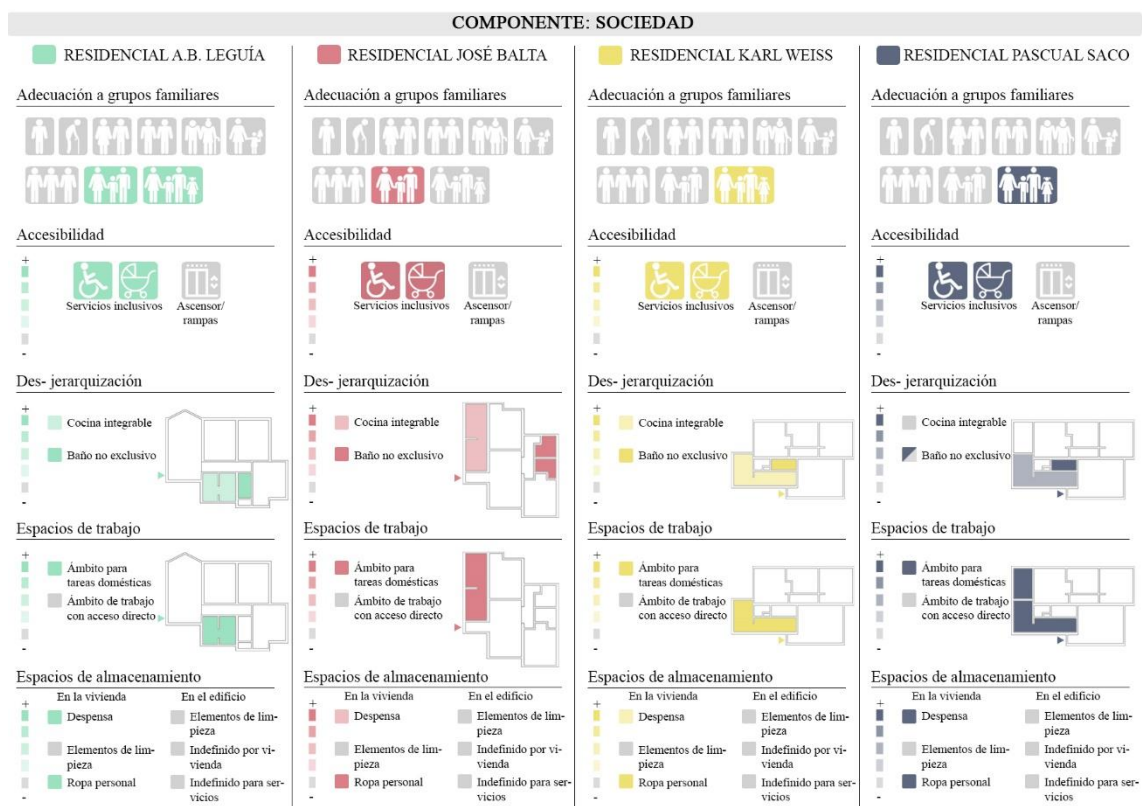 COMPONENTE: SOCIEDAD
RESIDENCIAL A.B. LEGUÍA
Adecuación a grupos familiares
Accesibilidad
+
Servicios inclusivos
Ascensor/
rampas
-
Des- jerarquización
+
Cocina integrable
Baño no exclusivo
-
Espacios de trabajo
+
Ámbito para
tareas domésticas
Ámbito de trabajo
con acceso directo
-
Espacios de almacenamiento
En la vivienda
En el edificio
+
Despensa
Elementos de lim-
pieza
Elementos de lim-
pieza
Indefinido por vi-
vienda
Ropa personal
Indefinido para ser-
vicios
-
RESIDENCIAL JOSÉ BALTA
Adecuación a grupos familiares
Accesibilidad
+
Servicios inclusivos
Ascensor/
rampas
-
Des- jerarquización
+
Cocina integrable
Baño no exclusivo
-
Espacios de trabajo
+
Ámbito para
tareas domésticas
Ámbito de trabajo
con acceso directo
-
Espacios de almacenamiento
En la vivienda
En el edificio
+
Despensa
Elementos de lim-
pieza
Elementos de lim-
pieza
Indefinido por vi-
vienda
Ropa personal
Indefinido para ser-
vicios
-
RESIDENCIAL KARL WEISS
Adecuación a grupos familiares
Accesibilidad
+
Servicios inclusivos
Ascensor/
rampas
-
Des- jerarquización
+
Cocina integrable
Baño no exclusivo
-
Espacios de trabajo
+
Ámbito para
tareas domésticas
Ámbito de trabajo
con acceso directo
-
Espacios de almacenamiento
En la vivienda
En el edificio
+
Despensa
Elementos de lim-
pieza
Elementos de lim-
pieza
Indefinido por vi-
vienda
Ropa personal
Indefinido para ser-
vicios
-
RESIDENCIAL PASCUAL SACO
Adecuación a grupos familiares
Accesibilidad
+
Servicios inclusivos
Ascensor/
rampas
-
Des- jerarquización
+
Cocina integrable
Baño no exclusivo
-
Espacios de trabajo
+
Ámbito para
tareas domésticas
Ámbito de trabajo
con acceso directo
-
Espacios de almacenamiento
En la vivienda
En el edificio
+
Despensa
Elementos de lim-
pieza
Elementos de lim-
pieza
Indefinido por vi-
vienda
Ropa personal
Indefinido para ser-
vicios
-